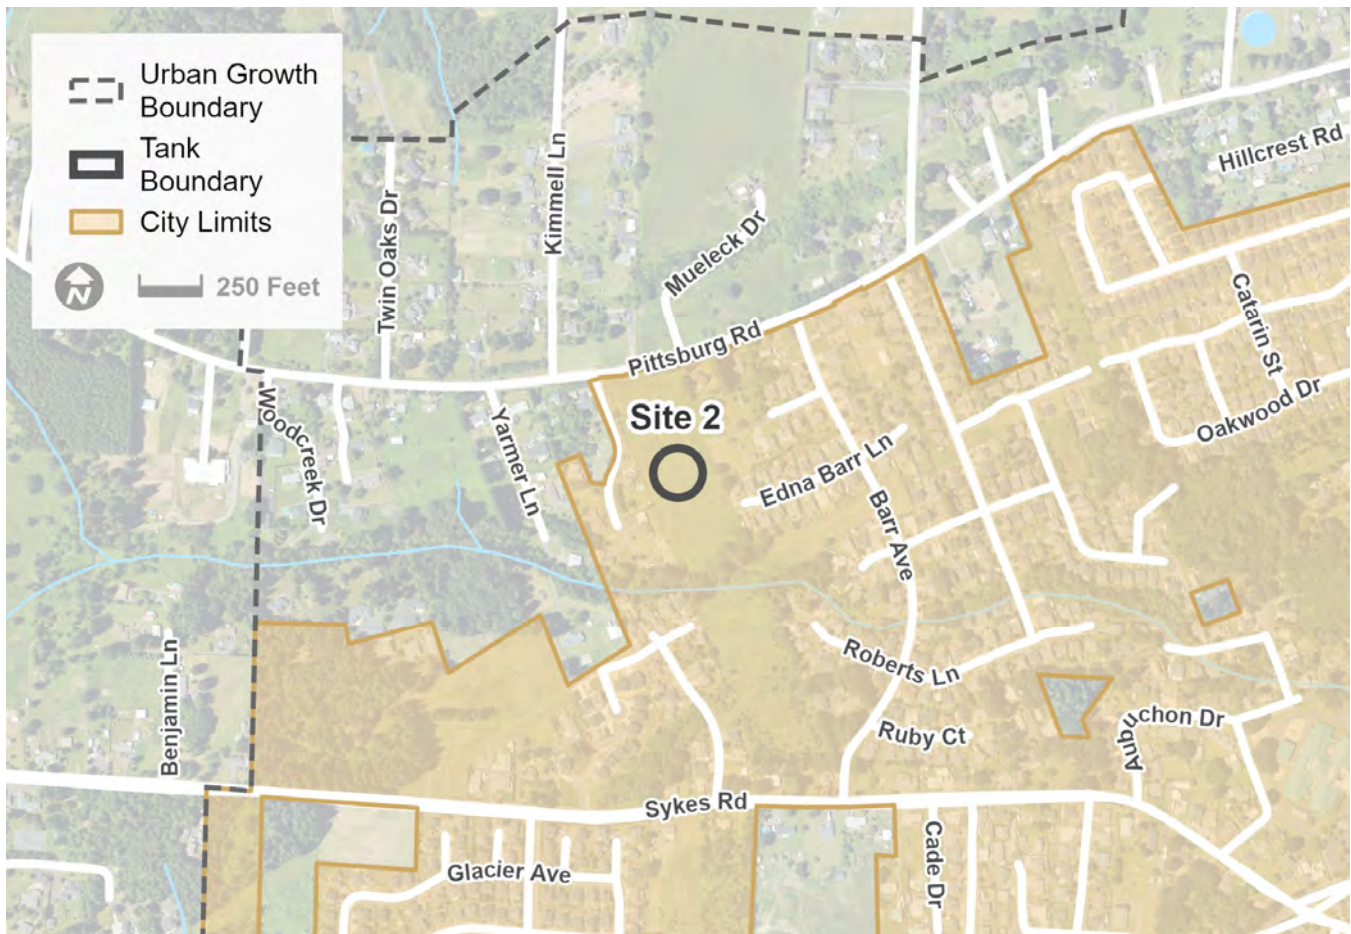 Urban Growth
Boundary
Tank
Boundary
City Limits
N
250 Feet
Hillcrest Rd
Kimmell Ln
Twin Oaks Dr
Mueleck Dr
Catarin St
Pittsburg Rd
Oakwood Dr
Woodcreek Dr
Yarmer Ln
Site 2
Edna Barr Ln
Barr Ave
Roberts Ln
Benjamin Ln
Ruby Ct
Aubuchon Dr
Sykes Rd
Cade Dr
Glacier Ave